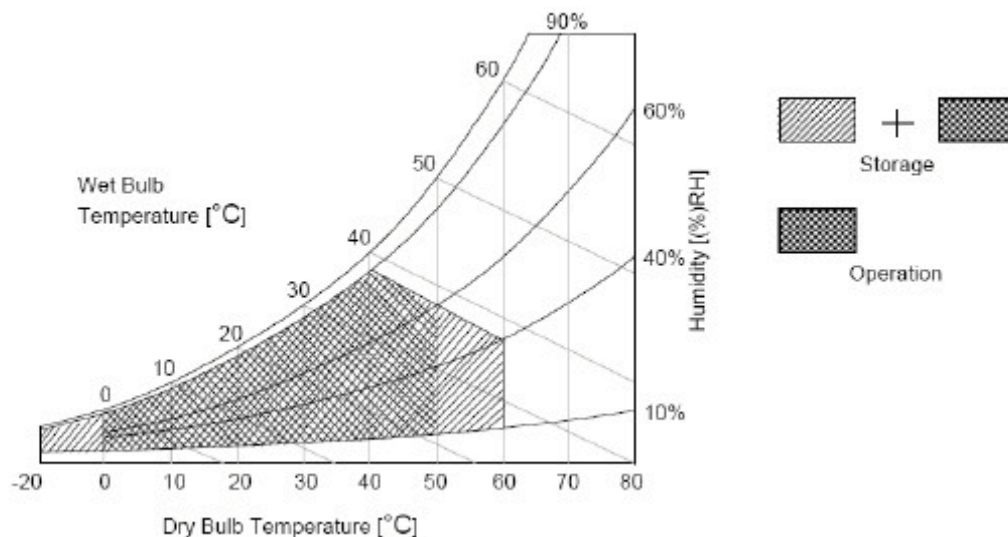 90%
60
60%
50
Wet Bulb
Temperature [°C]
40
Humidity [(%)RH]
40%
30
20
10
0
10%
-20 0 10 20 30 40 50 60 80
Dry Bulb Temperature [°C]
+
Storage
Operation